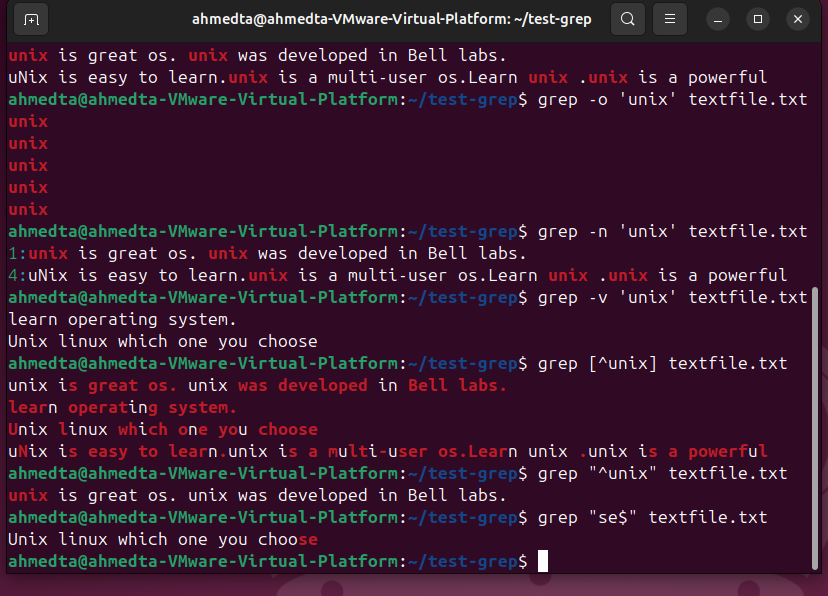 ahmedta@ahmedta-VMware-Virtual-Platform: ~/test-grep
unix is great os. unix was developed in Bell labs.
uNix is easy to learn.unix is a multi-user os.Learn unix .unix is a powerful
ahmedta@ahmedta-VMware-Virtual-Platform:~/test-grep$ grep -o 'unix' textfile.txt
unix
unix
unix
unix
unix
ahmedta@ahmedta-VMware-Virtual-Platform:~/test-grep$ grep -n 'unix' textfile.txt
1:unix is great os. unix was developed in Bell labs.
4:uNix is easy to learn.unix is a multi-user os.Learn unix .unix is a powerful
ahmedta@ahmedta-VMware-Virtual-Platform:~/test-grep$ grep -v 'unix' textfile.txt
learn operating system.
Unix linux which one you choose
ahmedta@ahmedta-VMware-Virtual-Platform:~/test-grep$ grep [^unix] textfile.txt
unix is great os. unix was developed in Bell labs.
learn operating system.
Unix linux which one you choose
uNix is easy to learn.unix is a multi-user os.Learn unix .unix is a powerful
ahmedta@ahmedta-VMware-Virtual-Platform:~/test-grep$ grep "^unix" textfile.txt
unix is great os. unix was developed in Bell labs.
ahmedta@ahmedta-VMware-Virtual-Platform:~/test-grep$ grep "se$" textfile.txt
Unix linux which one you choose
ahmedta@ahmedta-VMware-Virtual-Platform:~/test-grep$